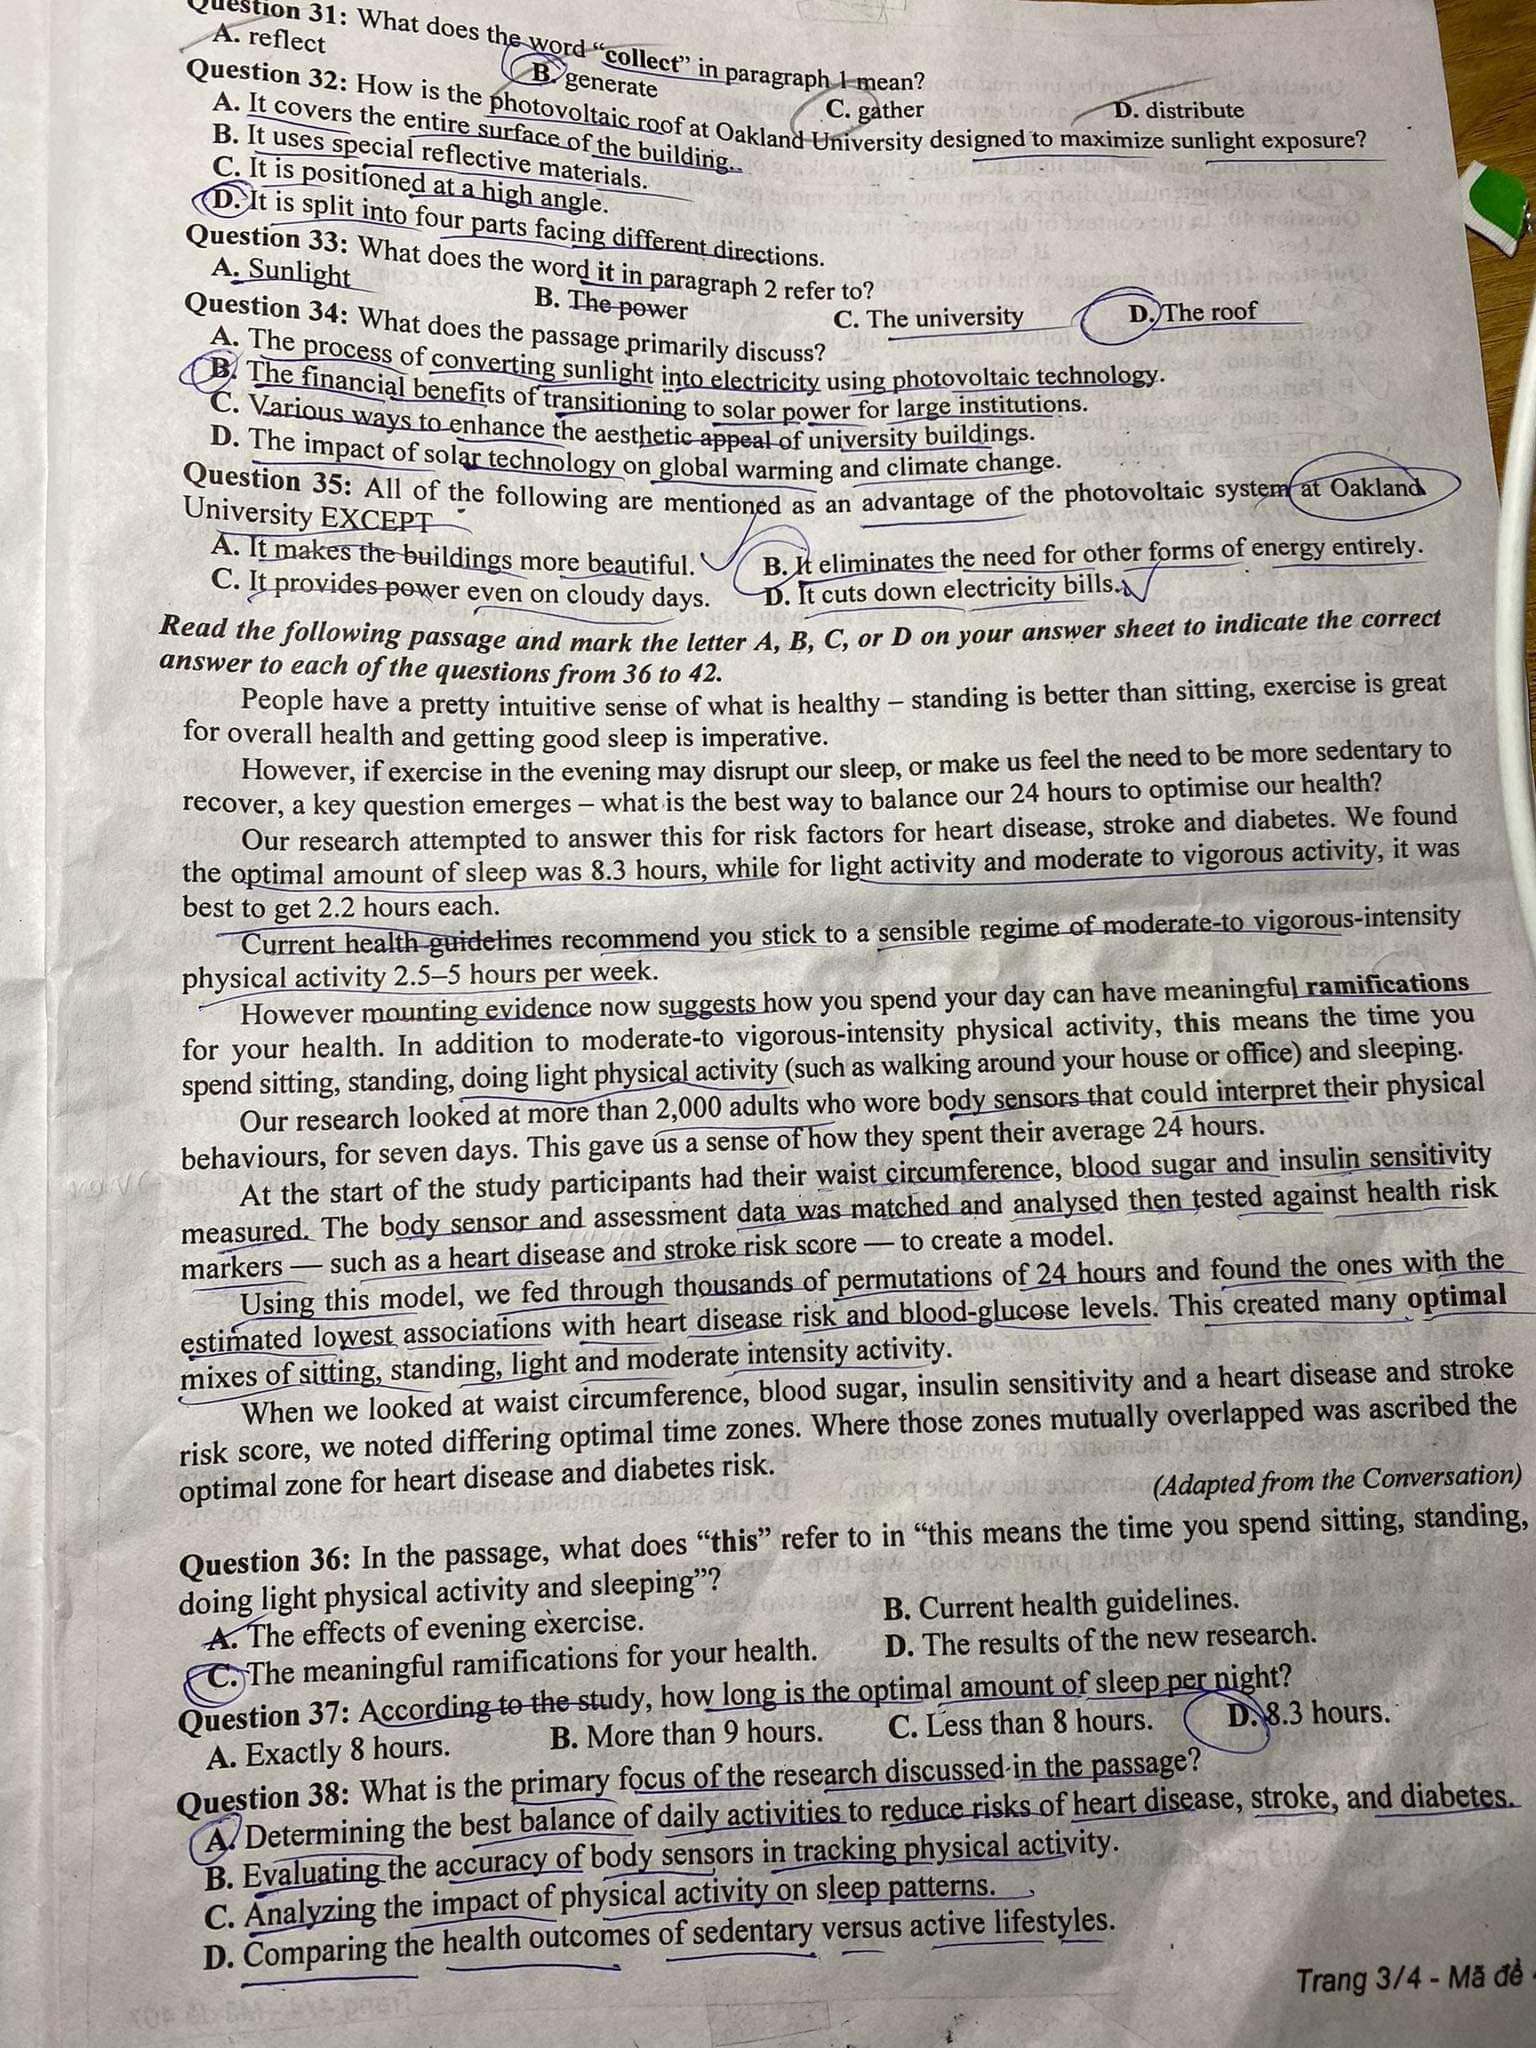 Question 31: What does the word "collect" in paragraph 1 mean?
A. reflect B. generate C. gather D. distribute
Question 32: How is the photovoltaic roof at Oakland University designed to maximize sunlight exposure?
A. It covers the entire surface of the building.
B. It uses special reflective materials.
C. It is positioned at a high angle.
D. It is split into four parts facing different directions.
Question 33: What does the word it in paragraph 2 refer to?
A. Sunlight B. The power C. The university D. The roof
Question 34: What does the passage primarily discuss?
A. The process of converting sunlight into electricity using photovoltaic technology.
B. The financial benefits of transitioning to solar power for large institutions.
C. Various ways to enhance the aesthetic appeal of university buildings.
D. The impact of solar technology on global warming and climate change.
Question 35: All of the following are mentioned as an advantage of the photovoltaic system at Oakland
University EXCEPT
A. It makes the buildings more beautiful. B. It eliminates the need for other forms of energy entirely.
C. It provides power even on cloudy days. D. It cuts down electricity bills.
Read the following passage and mark the letter A, B, C, or D on your answer sheet to indicate the correct
answer to each of the questions from 36 to 42.
People have a pretty intuitive sense of what is healthy – standing is better than sitting, exercise is great
for overall health and getting good sleep is imperative.
However, if exercise in the evening may disrupt our sleep, or make us feel the need to be more sedentary to
recover, a key question emerges – what is the best way to balance our 24 hours to optimise our health?
Our research attempted to answer this for risk factors for heart disease, stroke and diabetes. We found
the optimal amount of sleep was 8.3 hours, while for light activity and moderate to vigorous activity, it was
best to get 2.2 hours each.
Current health guidelines recommend you stick to a sensible regime of moderate-to vigorous-intensity
physical activity 2.5–5 hours per week.
However mounting evidence now suggests how you spend your day can have meaningful ramifications
for your health. In addition to moderate-to vigorous-intensity physical activity, this means the time you
spend sitting, standing, doing light physical activity (such as walking around your house or office) and sleeping.
Our research looked at more than 2,000 adults who wore body sensors that could interpret their physical
behaviours, for seven days. This gave us a sense of how they spent their average 24 hours.
At the start of the study participants had their waist circumference, blood sugar and insulin sensitivity
measured. The body sensor and assessment data was matched and analysed then tested against health risk
markers — such as a heart disease and stroke risk score — to create a model.
Using this model, we fed through thousands of permutations of 24 hours and found the ones with the
estimated lowest associations with heart disease risk and blood-glucose levels. This created many optimal
mixes of sitting, standing, light and moderate intensity activity.
When we looked at waist circumference, blood sugar, insulin sensitivity and a heart disease and stroke
risk score, we noted differing optimal time zones. Where those zones mutually overlapped was ascribed the
optimal zone for heart disease and diabetes risk.
(Adapted from the Conversation)
Question 36: In the passage, what does "this" refer to in "this means the time you spend sitting, standing,
doing light physical activity and sleeping"?
A. The effects of evening exercise. B. Current health guidelines.
C. The meaningful ramifications for your health. D. The results of the new research.
Question 37: According to the study, how long is the optimal amount of sleep per night?
A. Exactly 8 hours. B. More than 9 hours. C. Less than 8 hours. D. 8.3 hours.
Question 38: What is the primary focus of the research discussed in the passage?
A. Determining the best balance of daily activities to reduce risks of heart disease, stroke, and diabetes.
B. Evaluating the accuracy of body sensors in tracking physical activity.
C. Analyzing the impact of physical activity on sleep patterns.
D. Comparing the health outcomes of sedentary versus active lifestyles.
Trang 3/4 - Mã đề